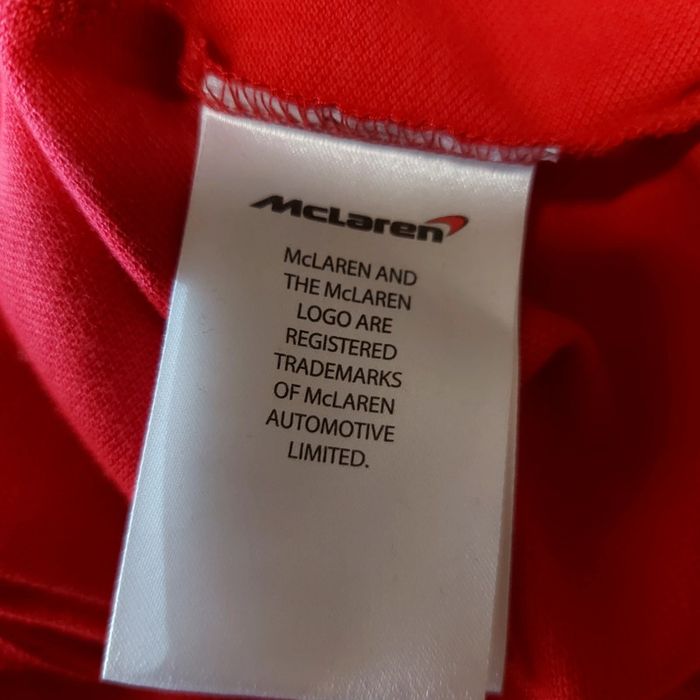 McLaren
McLAREN AND
THE McLAREN
LOGO ARE
REGISTERED
TRADEMARKS
OF McLAREN
AUTOMOTIVE
LIMITED.